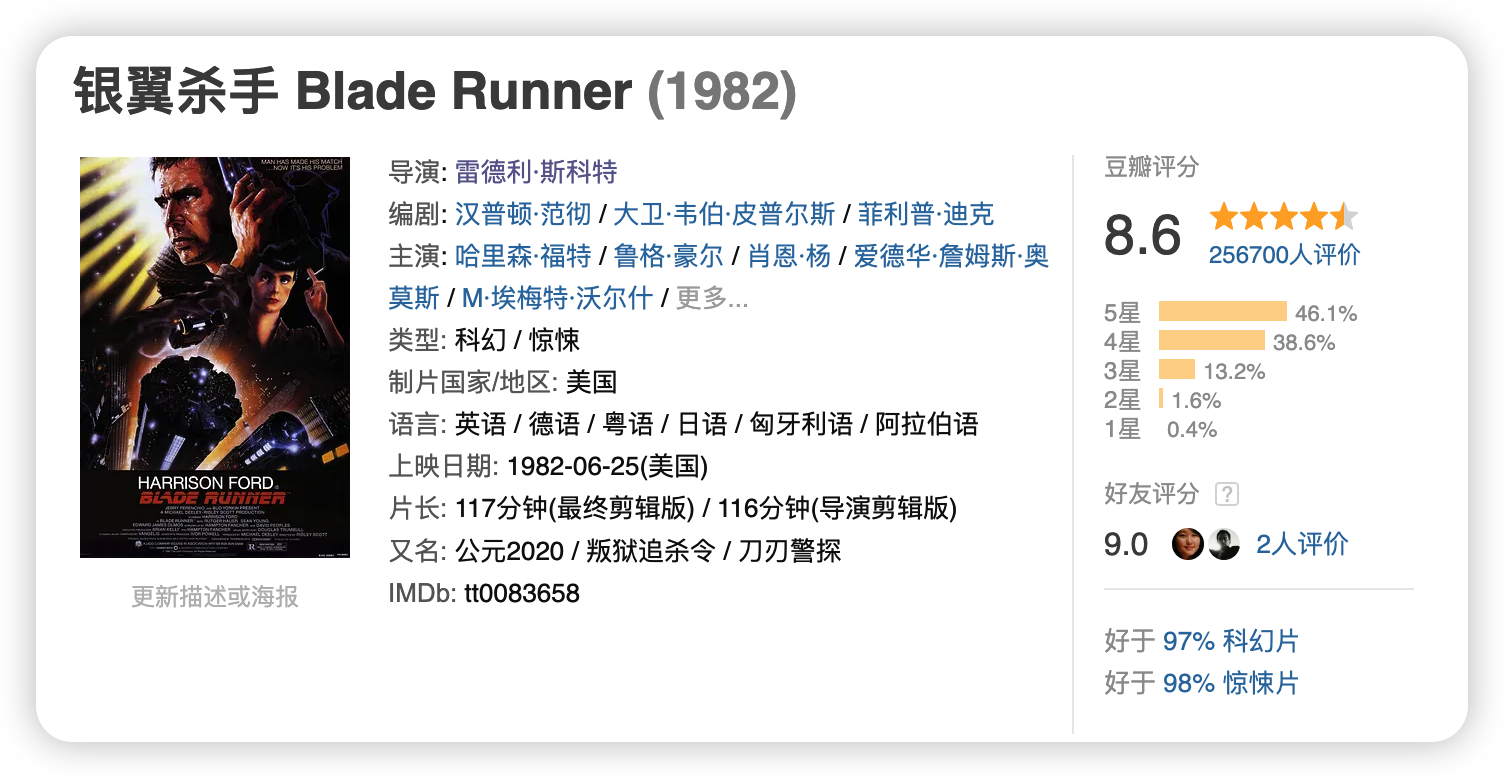 银翼杀手 Blade Runner (1982)
MAN HAS MADE HIS MATCH
...NOW IT'S HIS PROBLEM
HARRISON FORD IS
BLADE RUNNER
更新描述或海报
导演: 雷德利·斯科特
编剧: 汉普顿·范彻 / 大卫·韦伯·皮普尔斯 / 菲利普·迪克
主演: 哈里森·福特 / 鲁格·豪尔 / 肖恩·杨 / 爱德华·詹姆斯·奥
莫斯 / M·埃梅特·沃尔什 / 更多...
类型: 科幻 / 惊悚
制片国家/地区: 美国
语言: 英语 / 德语 / 粤语 / 日语 / 匈牙利语 / 阿拉伯语
上映日期: 1982-06-25(美国)
片长: 117分钟(最终剪辑版) / 116分钟(导演剪辑版)
又名: 公元2020 / 叛狱追杀令 / 刀刃警探
IMDb: tt0083658
豆瓣评分
8.6
256700人评价
5星 46.1%
4星 38.6%
3星 13.2%
2星 1.6%
1星 0.4%
好友评分 ?
9.0 2人评价
好于 97% 科幻片
好于 98% 惊悚片